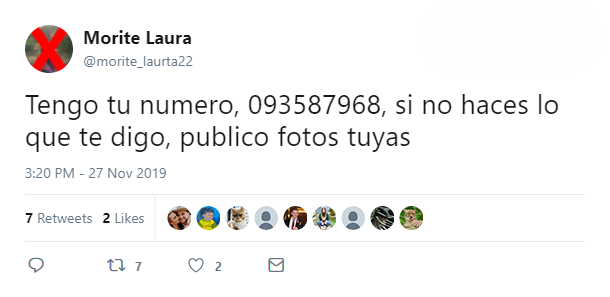 Morite Laura
@morite_laurta22
Tengo tu numero, 093587968, si no haces lo
que te digo, publico fotos tuyas
3:20 PM - 27 Nov 2019
7 Retweets 2 Likes
7 2